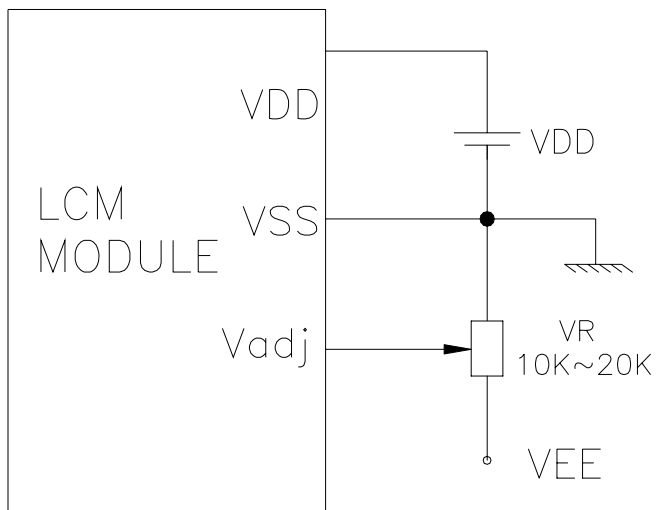 VDD
VDD
LCM
MODULE
VSS
Vadj
VR
10K~20K
VEE